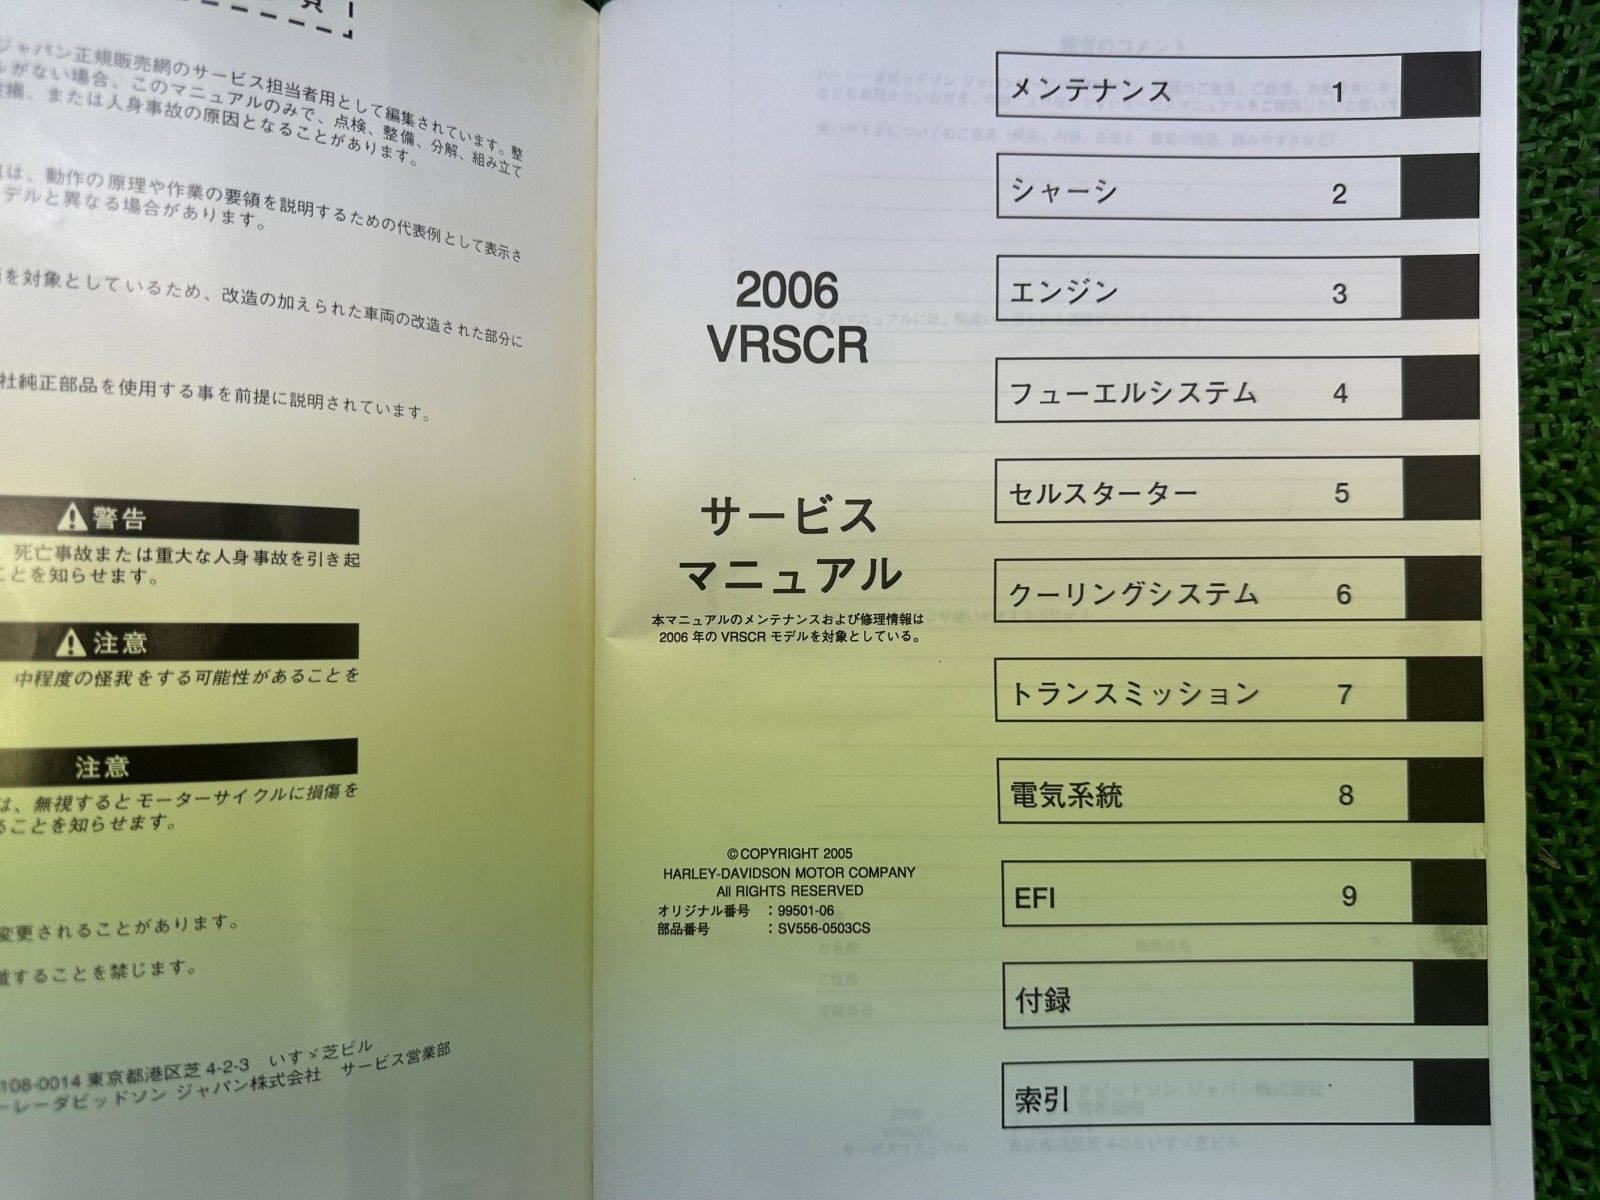 ジャパン正規販売網のサービス担当者用として編集されています。整
がない場合、このマニュアルのみで、点検、整備、分解、組み立て
損、または人身事故の原因となることがあります。
は、動作の原理や作業の要領を説明するための代表例として表示さ
デルと異なる場合があります。
を対象としているため、改造の加えられた車両の改造された部分に
社純正部品を使用する事を前提に説明されています。
警告
死亡事故または重大な人身事故を引き起
ことを知らせます。
注意
中程度の怪我をする可能性があることを
注意
は、無視するとモーターサイクルに損傷を
ることを知らせます。
変更されることがあります。
載することを禁じます。
108-0014 東京都港区芝 4-2-3 いすゞ芝ビル
ーレーダビッドソン ジャパン株式会社 サービス営業部
2006
VRSCR
サービス
マニュアル
本マニュアルのメンテナンスおよび修理情報は
2006 年の VRSCR モデルを対象としている。
©COPYRIGHT 2005
HARLEY-DAVIDSON MOTOR COMPANY
All RIGHTS RESERVED
オリジナル番号 : 99501-06
部品番号 : SV556-0503CS
メンテナンス 1
シャーシ 2
エンジン 3
フューエルシステム 4
セルスターター 5
クーリングシステム 6
トランスミッション 7
電気系統 8
EFI 9
付録
索引